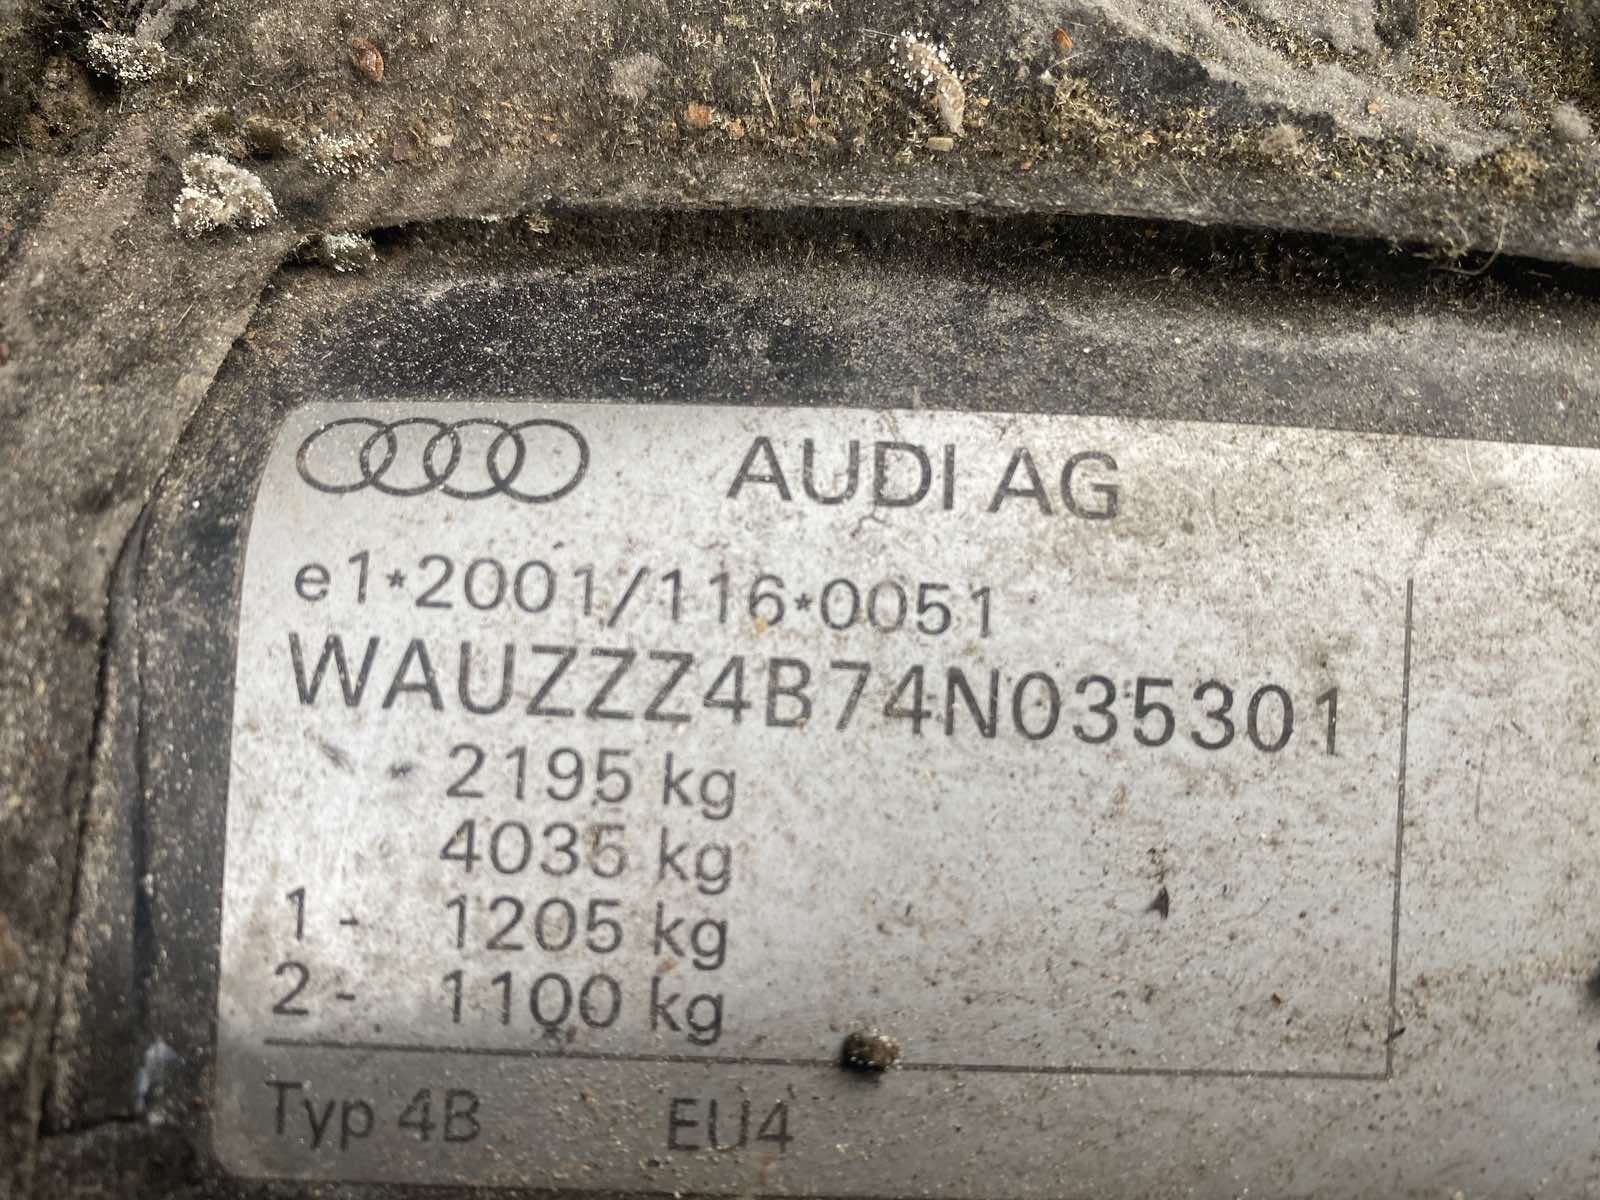 AUDI AG
e1*2001/116*0051
WAUZZZ4B74N035301
- 2195 kg
4035 kg
1 - 1205 kg
2 - 1100 kg
Typ 4B EU4